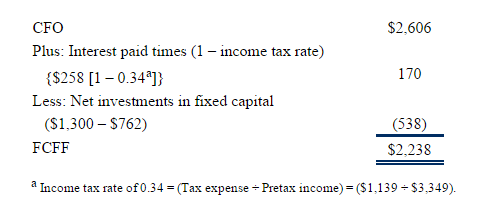 CFO $2,606
Plus: Interest paid times (1 – income tax rate)
{$258 [1 – 0.34ª]} 170
Less: Net investments in fixed capital
($1,300 – $762) (538)
FCFF $2,238
ª Income tax rate of 0.34 = (Tax expense ÷ Pretax income) = ($1,139 ÷ $3,349).